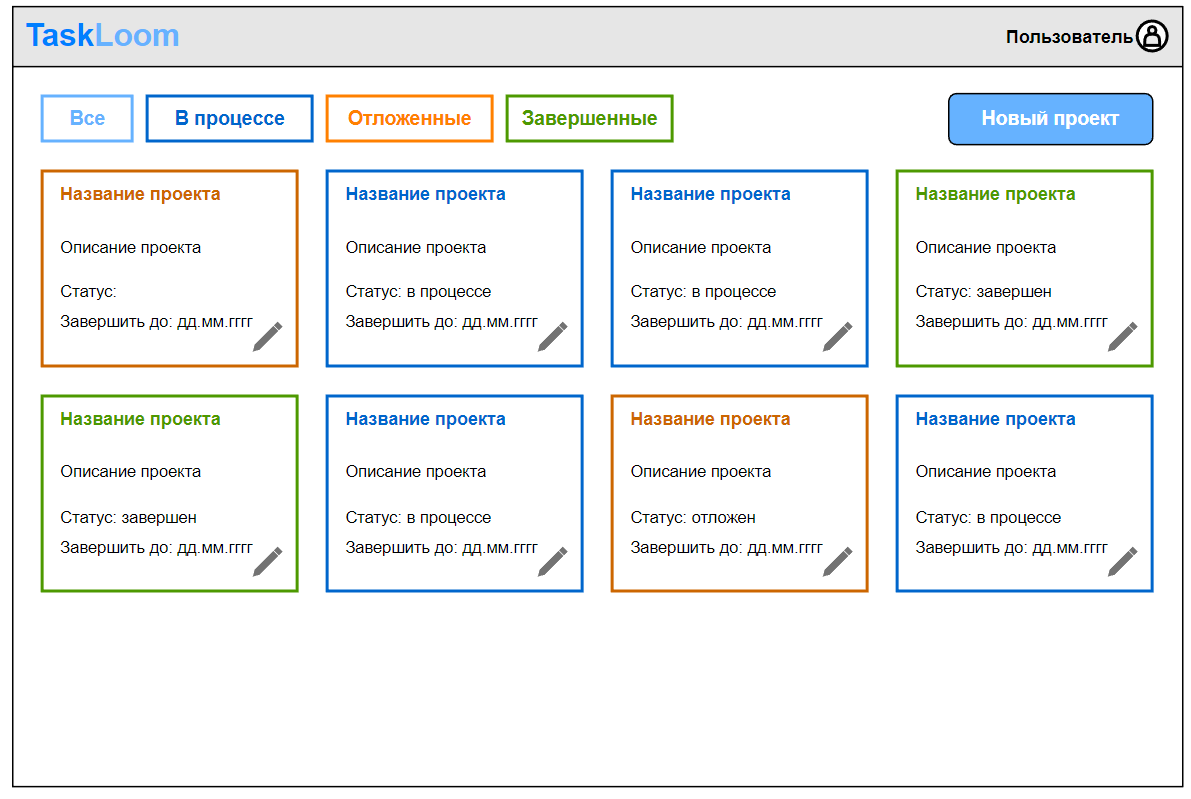 TaskLoom
Пользователь
Все
В процессе
Отложенные
Завершенные
Новый проект
Название проекта
Описание проекта
Статус:
Завершить до: дд.мм.гггг
Название проекта
Описание проекта
Статус: в процессе
Завершить до: дд.мм.гггг
Название проекта
Описание проекта
Статус: в процессе
Завершить до: дд.мм.гггг
Название проекта
Описание проекта
Статус: завершен
Завершить до: дд.мм.гггг
Название проекта
Описание проекта
Статус: завершен
Завершить до: дд.мм.гггг
Название проекта
Описание проекта
Статус: в процессе
Завершить до: дд.мм.гггг
Название проекта
Описание проекта
Статус: отложен
Завершить до: дд.мм.гггг
Название проекта
Описание проекта
Статус: в процессе
Завершить до: дд.мм.гггг